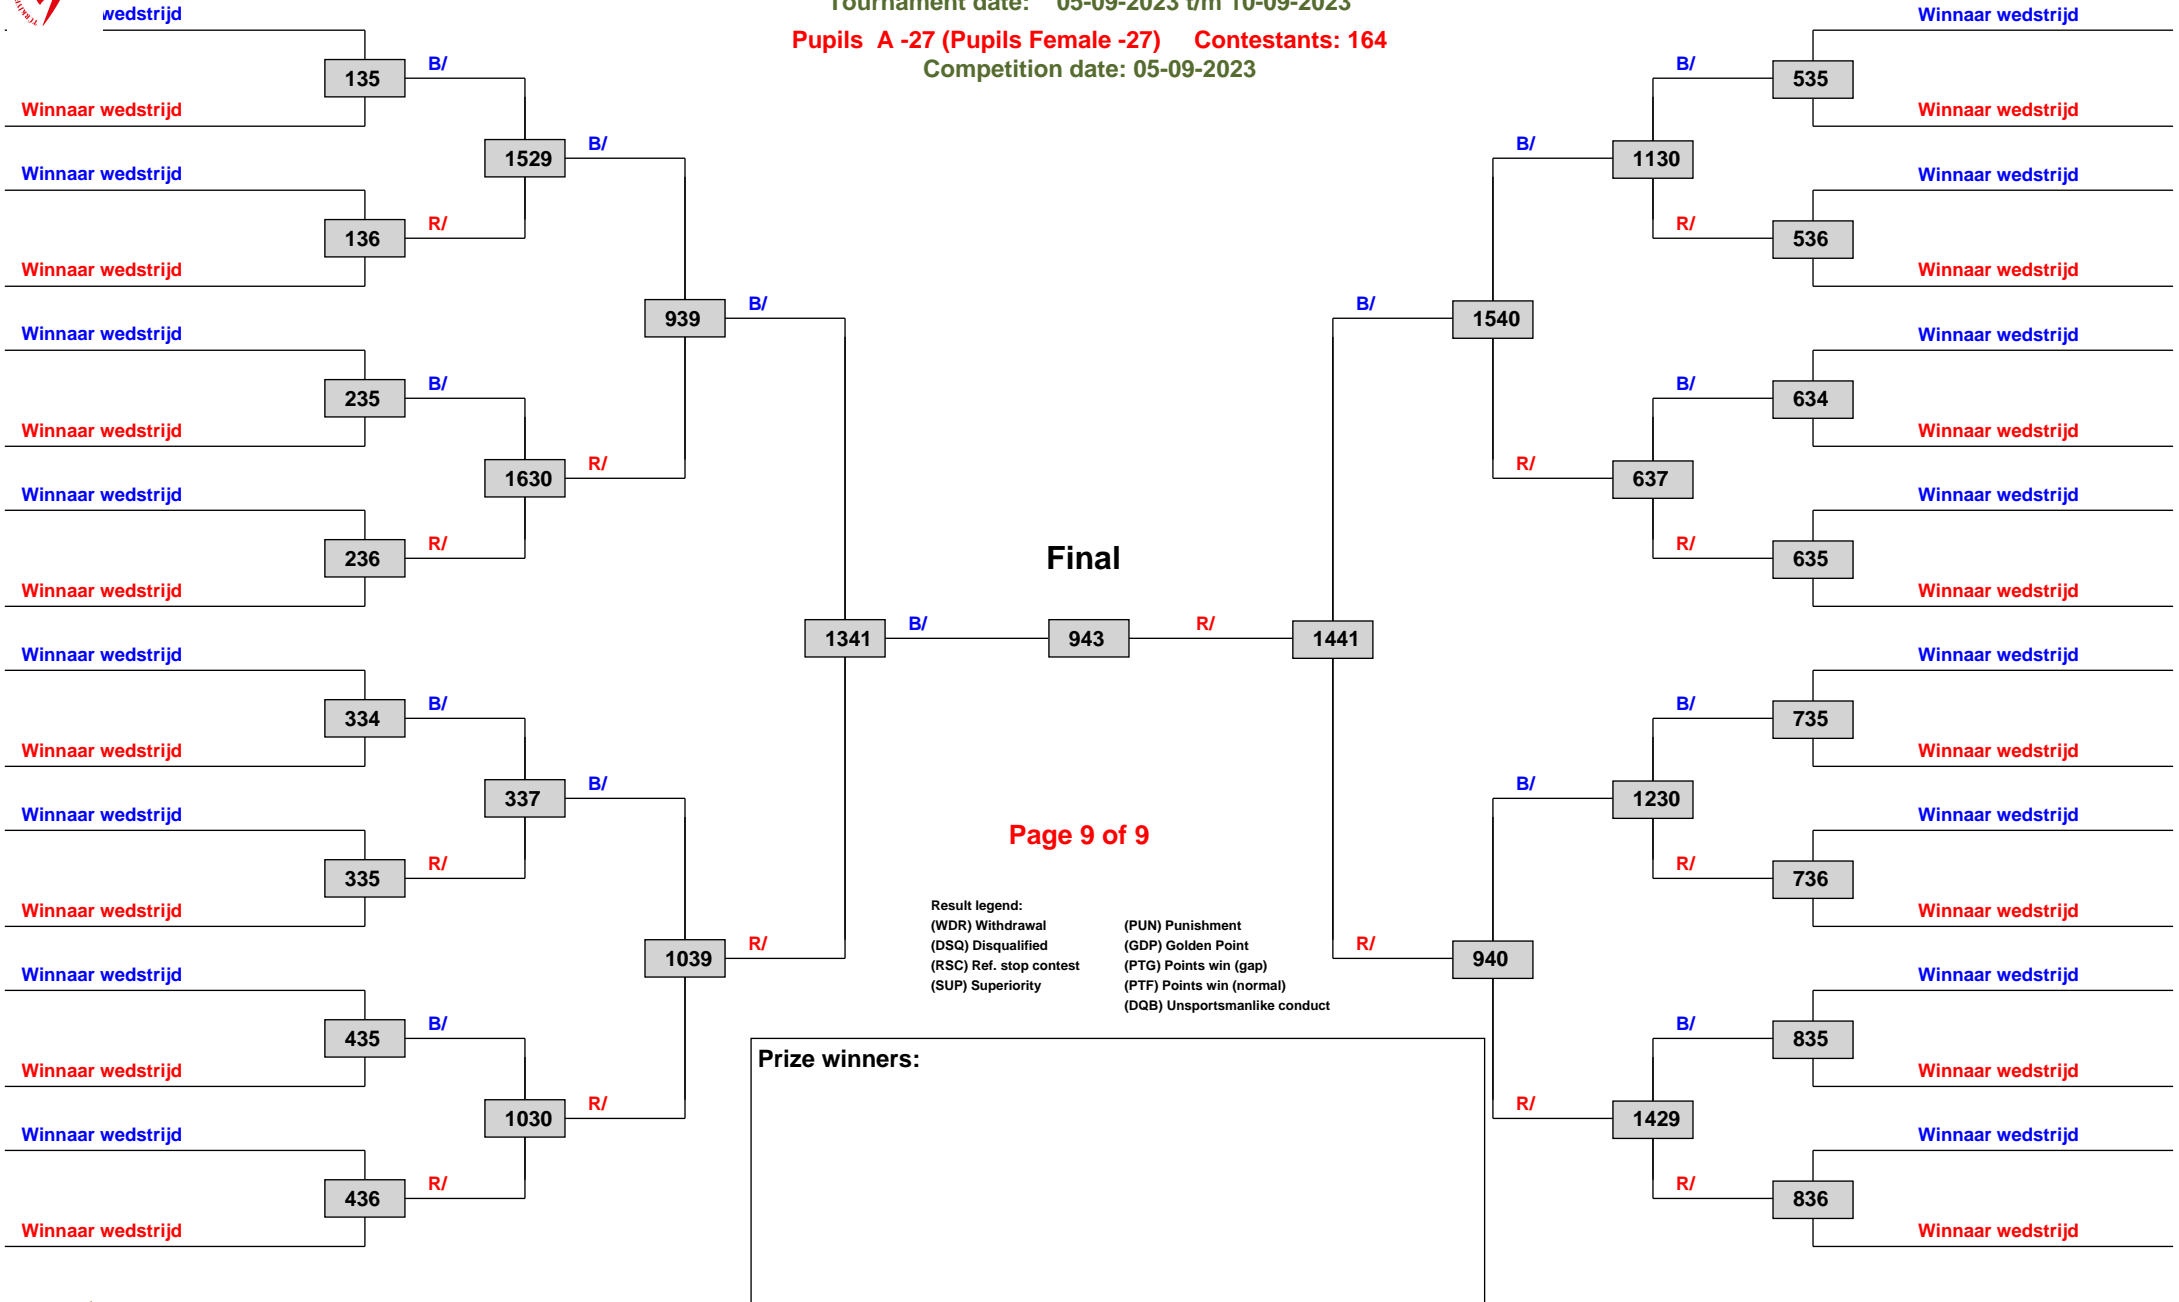 wedstrijd
Tournament date: 05-09-2023 t/m 10-09-2023
Winnaar wedstrijd
Pupils A -27 (Pupils Female -27) Contestants: 164
Competition date: 05-09-2023
B/
135
B/
535
Winnaar wedstrijd
Winnaar wedstrijd
B/
1529
B/
1130
Winnaar wedstrijd
Winnaar wedstrijd
R/
136
R/
536
Winnaar wedstrijd
Winnaar wedstrijd
939
B/
B/
1540
Winnaar wedstrijd
Winnaar wedstrijd
235
B/
B/
634
Winnaar wedstrijd
Winnaar wedstrijd
1630
R/
R/
637
Winnaar wedstrijd
Winnaar wedstrijd
236
R/
Final
R/
635
Winnaar wedstrijd
Winnaar wedstrijd
1341
B/
943
R/
1441
Winnaar wedstrijd
Winnaar wedstrijd
334
B/
B/
735
Winnaar wedstrijd
Winnaar wedstrijd
337
B/
B/
1230
Winnaar wedstrijd
Winnaar wedstrijd
Page 9 of 9
335
R/
R/
736
Winnaar wedstrijd
Winnaar wedstrijd
Result legend:
(WDR) Withdrawal
(DSQ) Disqualified
(RSC) Ref. stop contest
(SUP) Superiority
(PUN) Punishment
(GDP) Golden Point
(PTG) Points win (gap)
(PTF) Points win (normal)
(DQB) Unsportsmanlike conduct
1039
R/
R/
940
Winnaar wedstrijd
Winnaar wedstrijd
435
B/
B/
835
Prize winners:
Winnaar wedstrijd
Winnaar wedstrijd
1030
R/
R/
1429
Winnaar wedstrijd
Winnaar wedstrijd
436
R/
R/
836
Winnaar wedstrijd
Winnaar wedstrijd